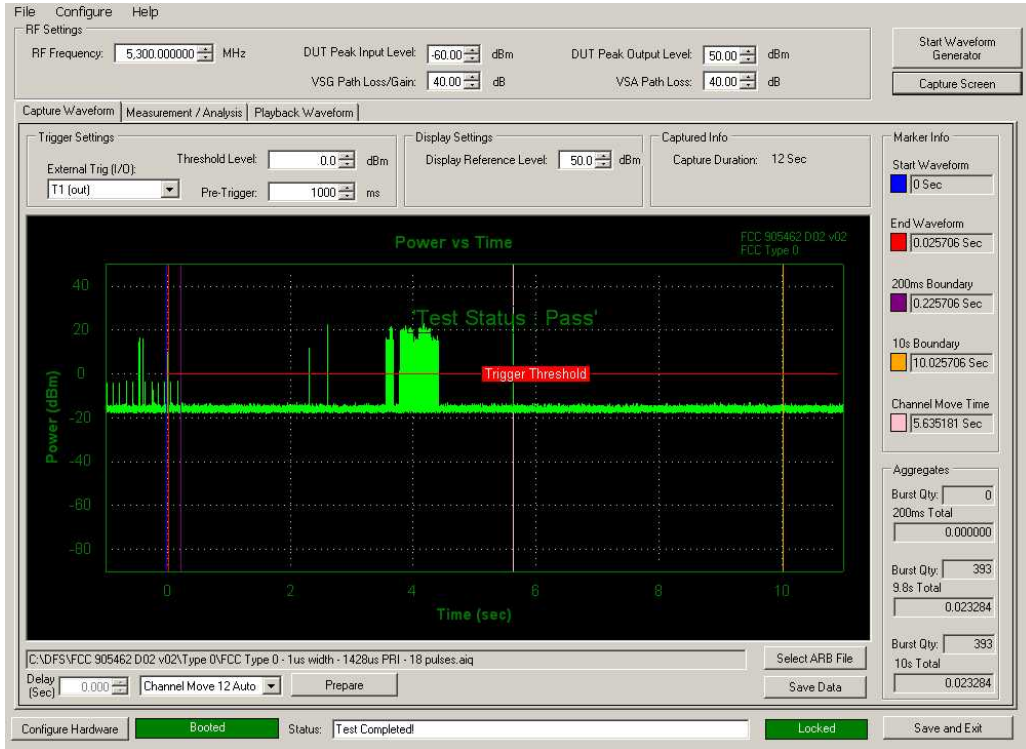 File Configure Help
RF Settings
RF Frequency: 5,300.000000 MHz
DUT Peak Input Level: -60.00 dBm
DUT Peak Output Level: 50.00 dBm
VSG Path Loss/Gain: 40.00 dB
VSA Path Loss: 40.00 dB
Start Waveform
Generator
Capture Screen
Capture Waveform Measurement / Analysis Playback Waveform
Trigger Settings
External Trig (I/O):
T1 (out)
Threshold Level: 0.0 dBm
Pre-Trigger: 1000 ms
Display Settings
Display Reference Level: 50.0 dBm
Captured Info
Capture Duration: 12 Sec
Marker Info
Start Waveform
0 Sec
End Waveform
0.025706 Sec
200ms Boundary
0.225706 Sec
10s Boundary
10.025706 Sec
Channel Move Time
5.635181 Sec
Power vs Time
FCC 905462 D02 v02
FCC Type 0
'Test Status : Pass'
Trigger Threshold
Power (dBm)
40
20
0
-20
-40
-60
-80
0 2 4 6 8 10
Time (sec)
Aggregates
Burst Qty: 0
200ms Total
0.000000
Burst Qty: 393
9.8s Total
0.023284
Burst Qty: 393
10s Total
0.023284
C:\DFS\FCC 905462 D02 v02\Type 0\FCC Type 0 - 1us width - 1428us PRI - 18 pulses.aiq
Select ARB File
Delay
(Sec) 0.000
Channel Move 12 Auto
Prepare
Save Data
Configure Hardware
Booted
Status: Test Completed!
Locked
Save and Exit